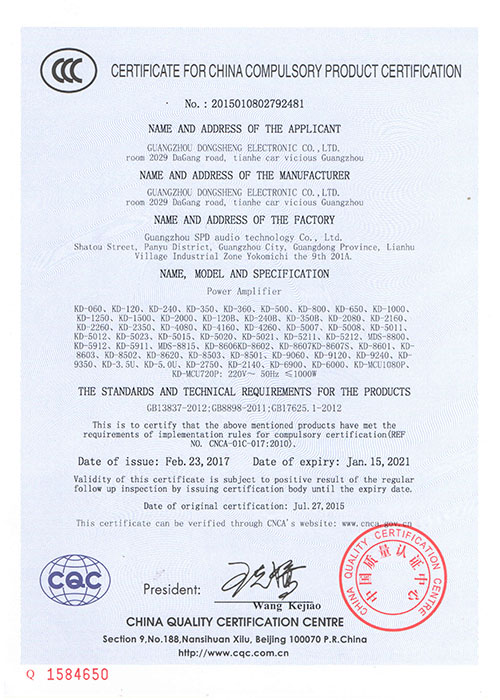 CCC
CERTIFICATE FOR CHINA COMPULSORY PRODUCT CERTIFICATION
No.: 2015010802792481
NAME AND ADDRESS OF THE APPLICANT
GUANGZHOU DONGSHENG ELECTRONIC CO.,LTD.
room 2029 DaGang road, tianhe car vicious Guangzhou
NAME AND ADDRESS OF THE MANUFACTURER
GUANGZHOU DONGSHENG ELECTRONIC CO.,LTD.
room 2029 DaGang road, tianhe car vicious Guangzhou
NAME AND ADDRESS OF THE FACTORY
Guangzhou SPD audio technology Co., Ltd.
Shatou Street, Panyu District, Guangzhou City, Guangdong Province, Lianhu
Village Industrial Zone Yokomichi the 9th 201A.
NAME, MODEL AND SPECIFICATION
Power Amplifier
KD-060、KD-120、KD-240、KD-350、KD-360、KD-500、KD-800、KD-650、KD-1000、
KD-1250、KD-1500、KD-2000、KD-120B、KD-240B、KD-350B、KD-2080、KD-2160、
KD-2260、KD-2350、KD-4080、KD-4160、KD-4260、KD-5007、KD-5008、KD-5011、
KD-5012、KD-5023、KD-5015、KD-5020、KD-5021、KD-5211、KD-5212、MDS-8800、
KD-5912、KD-5911、MDS-8815、KD-8606KD-8602、KD-8607KD-8607S、KD-8601、KD-
8603、KD-8502、KD-8620、KD-8503、KD-8501、KD-9060、KD-9120、KD-9240、KD-
9350、KD-3.5U、KD-5.0U、KD-2750、KD-2140、KD-6900、KD-6000、KD-MCU1080P、
KD-MCU720P: 220V～ 50Hz ≤1000W
THE STANDARDS AND TECHNICAL REQUIREMENTS FOR THE PRODUCTS
GB13837-2012;GB8898-2011;GB17625.1-2012
This is to certify that the above mentioned products have met the
requirements of implementation rules for compulsory certification(REF
NO. CNCA-01C-017:2010).
Date of issue: Feb.23,2017 Date of expiry: Jan.15,2021
Validity of this certificate is subject to positive result of the regular
follow up inspection by issuing certification body until the expiry date.
Date of original certification: Jul.27,2015
This certificate can be verified through CNCA's website: www.cnca.gov.cn
CHINA QUALITY CERTIFICATION CENTRE
中国质量认证中心
CQC
President:
Wang Kejiao
CHINA QUALITY CERTIFICATION CENTRE
Section 9,No.188,Nansihuan Xilu, Beijing 100070 P.R.China
http://www.cqc.com.cn
Q 1584650